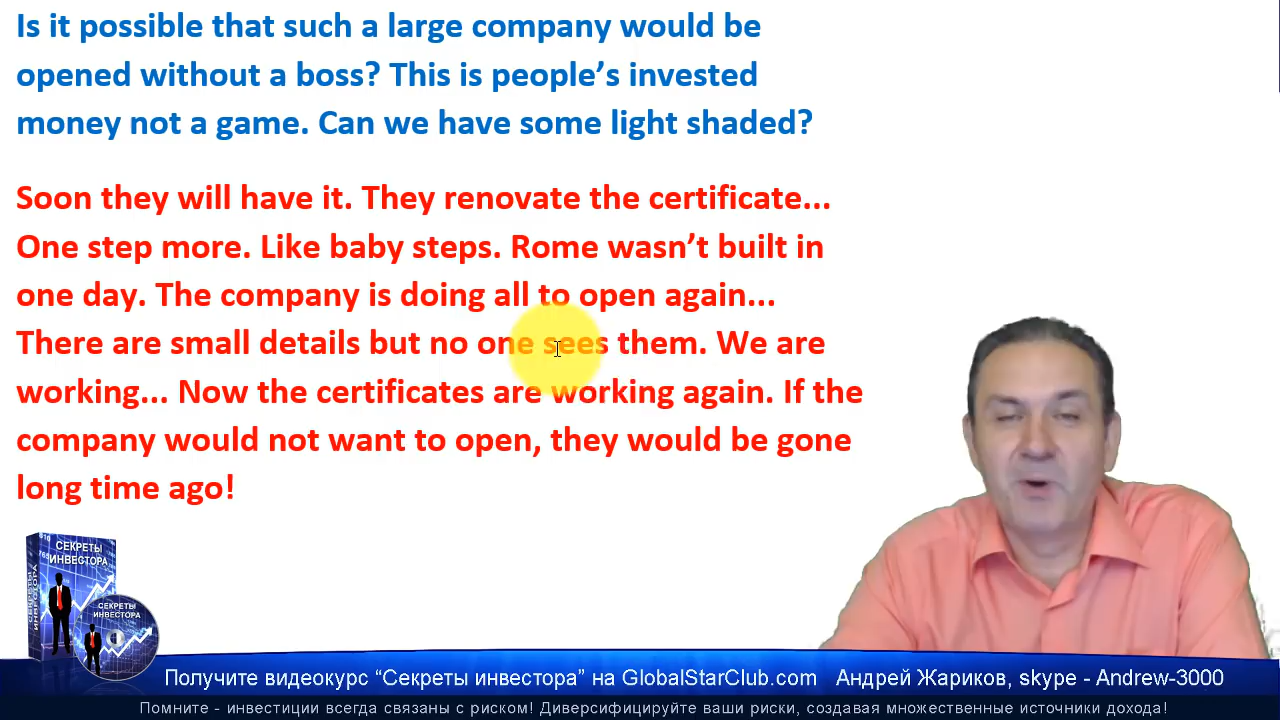 Is it possible that such a large company would be
opened without a boss? This is people’s invested
money not a game. Can we have some light shaded?
Soon they will have it. They renovate the certificate...
One step more. Like baby steps. Rome wasn’t built in
one day. The company is doing all to open again...
There are small details but no one sees them. We are
working... Now the certificates are working again. If the
company would not want to open, they would be gone
long time ago!
СЕКРЕТЫ
ИНВЕСТОРА
СЕКРЕТЫ
ИНВЕСТОРА
СЕКРЕТЫ
ИНВЕСТОРА
Получите видеокурс “Секреты инвестора” на GlobalStarClub.com Андрей Жариков, skype - Andrew-3000
Помните - инвестиции всегда связаны с риском! Диверсифицируйте ваши риски, создавая множественные источники дохода!